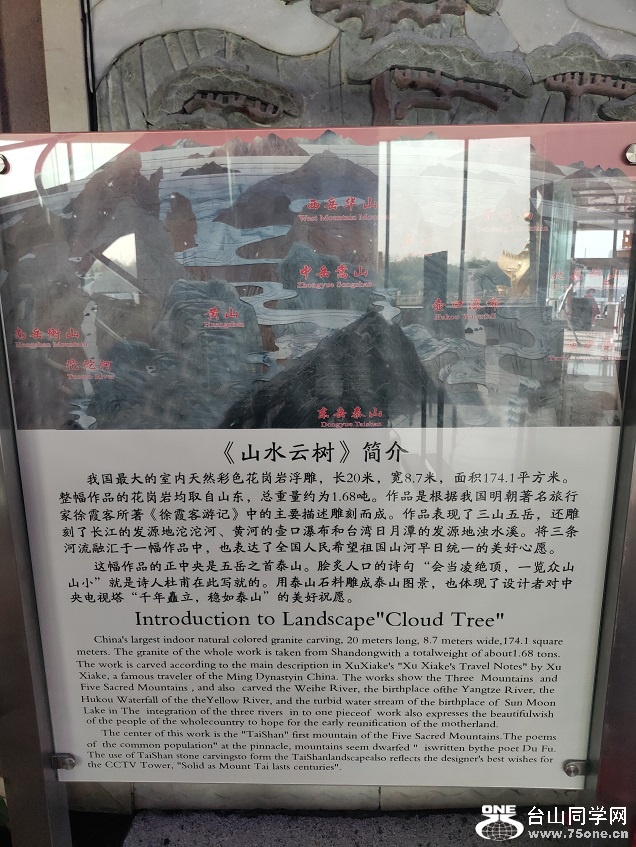 西岳华山
West Mountain Mou
中岳嵩山
Zhongyue Songshan
黄山
Huangshan
Hukou Waterfall
南岳衡山
Hengshan Mountain
沱沱河
Tuotuo River
东岳泰山
Dongyue Taishan
《山水云树》简介
我国最大的室内天然彩色花岗岩浮雕，长20米，宽8.7米，面积174.1平方米。
整幅作品的花岗岩均取自山东，总重量约为1.68吨。作品是根据我国明朝著名旅行
家徐霞客所著《徐霞客游记》中的主要描述雕刻而成。作品表现了三山五岳，还雕
刻了长江的发源地沱沱河、黄河的壶口瀑布和台湾日月潭的发源地浊水溪。将三条
河流融汇于一幅作品中，也表达了全国人民希望祖国山河早日统一的美好心愿。
这幅作品的正中央是五岳之首泰山。脍炙人口的诗句“会当凌绝顶，一览众山
山小”就是诗人杜甫在此写就的。用泰山石料雕成泰山图景，也体现了设计者对中
央电视塔“千年矗立，稳如泰山”的美好祝愿。
Introduction to Landscape"Cloud Tree"
China's largest indoor natural colored granite carving, 20 meters long, 8.7 meters wide,174.1 square
meters. The granite of the whole work is taken from Shandongwith a totalweight of about1.68 tons.
The work is carved according to the main description in XuXiake's "Xu Xiake's Travel Notes" by Xu
Xiake, a famous traveler of the Ming Dynastyin China. The works show the Three Mountains and
Five Sacred Mountains , and also carved the Weihe River, the birthplace ofthe Yangtze River, the
Hukou Waterfall of the theYellow River, and the turbid water stream of the birthplace of Sun Moon
Lake in The integration of the three rivers in to one pieceof work also expresses the beautifulwish
of the people of the wholecountry to hope for the early reunification of the motherland.
The center of this work is the "TaiShan" first mountain of the Five Sacred Mountains.The poems
of the common population" at the pinnacle, mountains seem dwarfed " iswritten bythe poet Du Fu.
The use of TaiShan stone carvingsto form the TaiShanlandscapealso reflects the designer's best wishes for
the CCTV Tower, "Solid as Mount Tai lasts centuries".
ONE
台山同学网
www.75one.cn